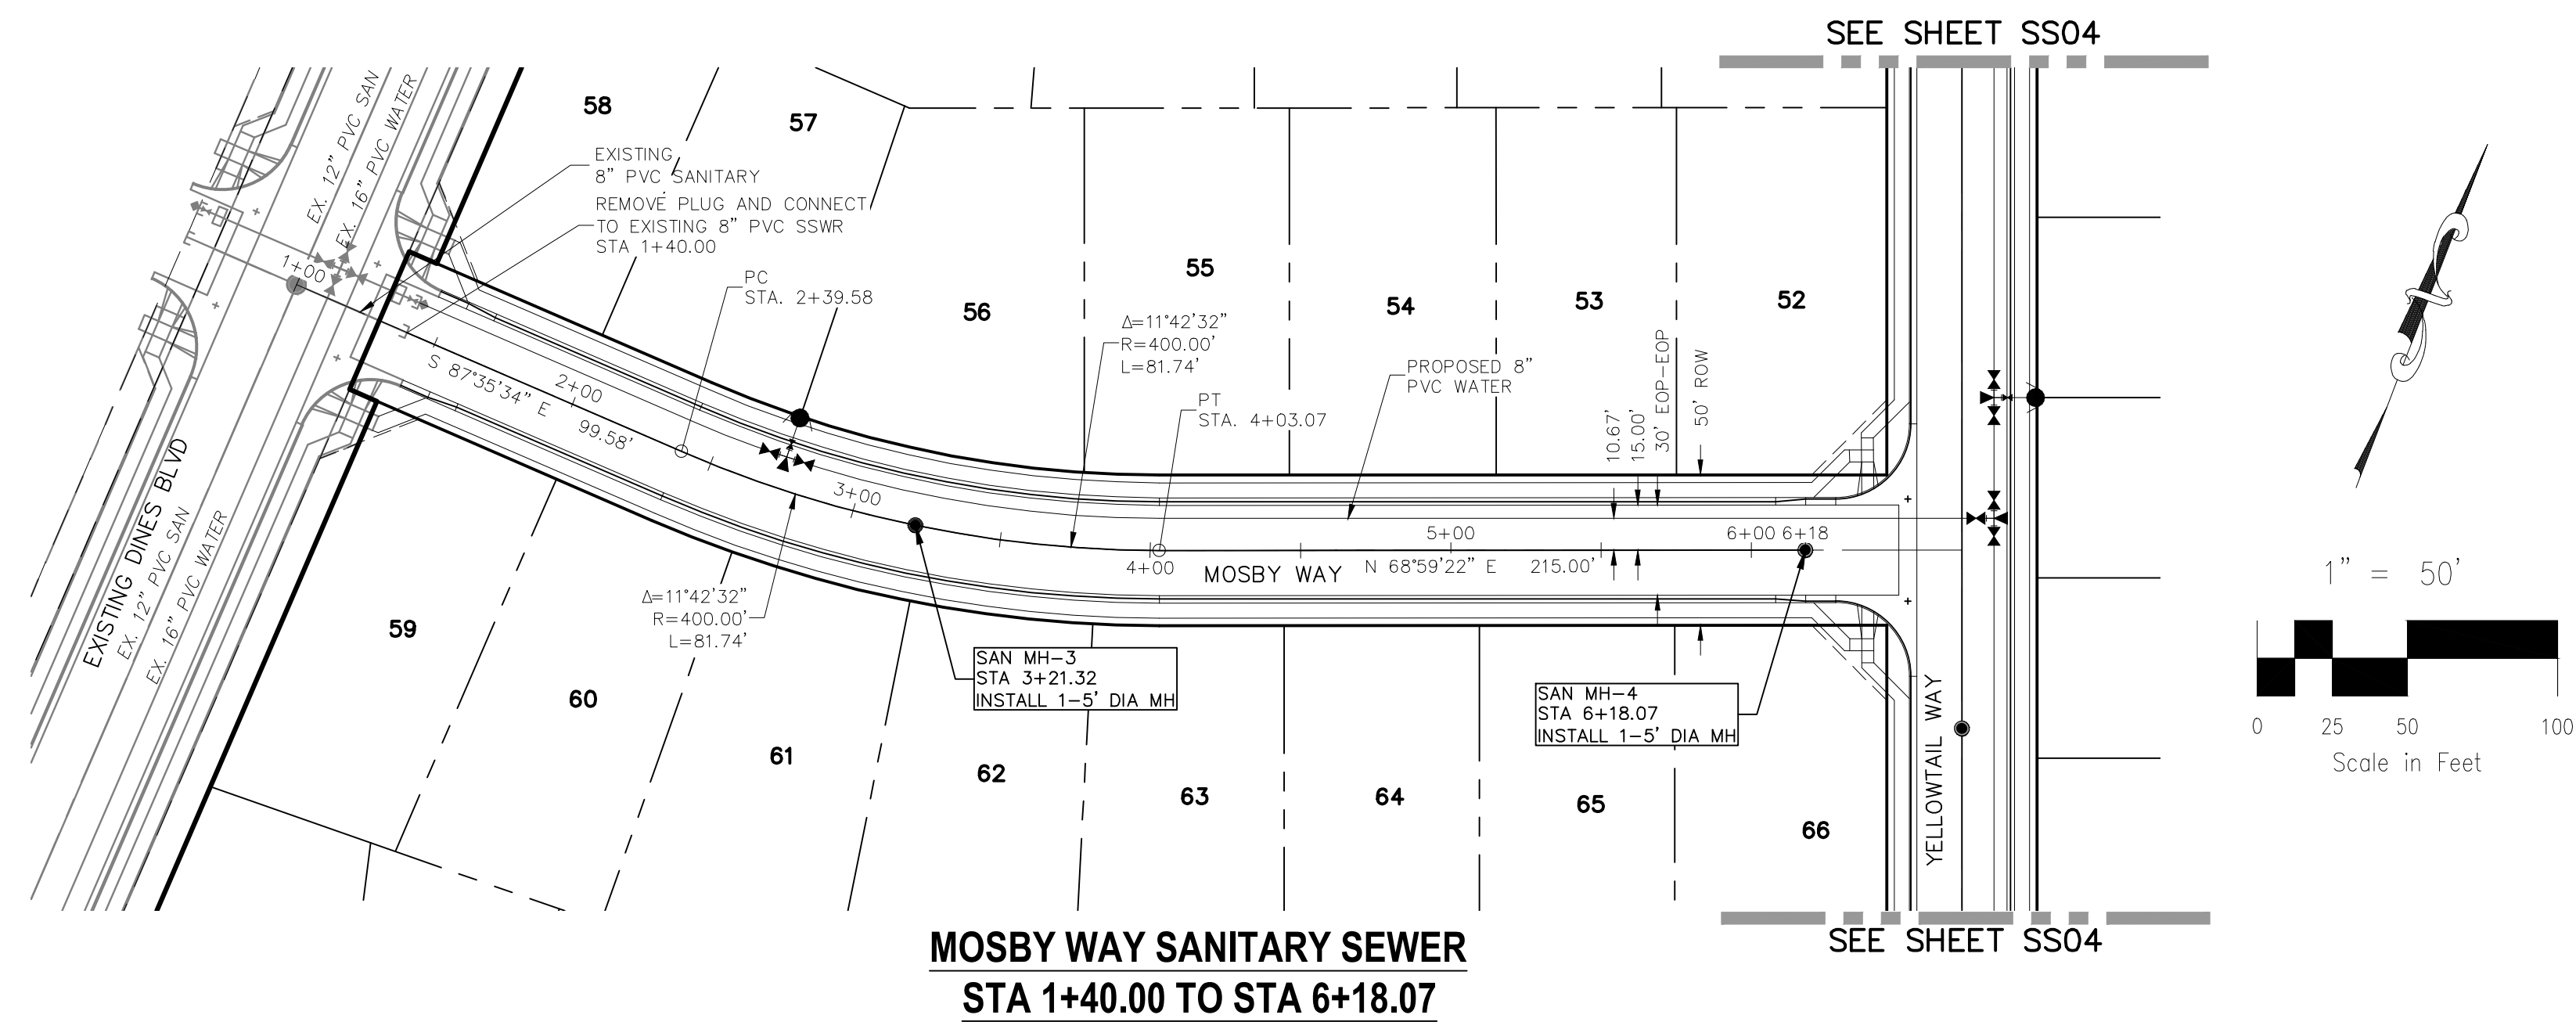 SEE SHEET SS04
58
57
EX. 12" PVC SAN
EX. 16" PVC WATER
EXISTING
8" PVC SANITARY
REMOVE PLUG AND CONNECT
TO EXISTING 8" PVC SSWR
STA 1+40.00
1+00
PC
STA. 2+39.58
55
56
54
53
52
Δ=11°42'32"
R=400.00'
L=81.74'
PROPOSED 8"
PVC WATER
10.67'
15.00'
30' EOP-EOP
50' ROW
PT
STA. 4+03.07
S 87°35'34" E
99.58'
2+00
3+00
4+00
5+00
6+00
6+18
MOSBY WAY
N 68°59'22" E
215.00'
EXISTING DINES BLVD
EX. 12" PVC SAN
EX. 16" PVC WATER
Δ=11°42'32"
R=400.00'
L=81.74'
59
60
61
62
63
64
65
66
SAN MH-3
STA 3+21.32
INSTALL 1-5' DIA MH
SAN MH-4
STA 6+18.07
INSTALL 1-5' DIA MH
YELLOWTAIL WAY
1" = 50'
0 25 50 100
Scale in Feet
SEE SHEET SS04
MOSBY WAY SANITARY SEWER
STA 1+40.00 TO STA 6+18.07